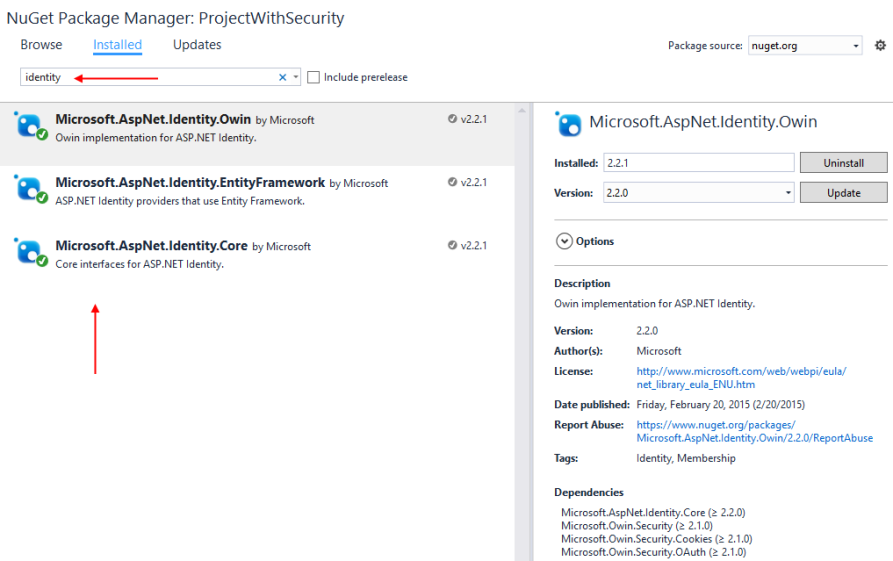 NuGet Package Manager: ProjectWithSecurity
Browse Installed Updates
Package source: nuget.org
identity
Include prerelease
Microsoft.AspNet.Identity.Owin by Microsoft v2.2.1
Owin implementation for ASP.NET Identity.
Microsoft.AspNet.Identity.EntityFramework by Microsoft v2.2.1
ASP.NET Identity providers that use Entity Framework.
Microsoft.AspNet.Identity.Core by Microsoft v2.2.1
Core interfaces for ASP.NET Identity.
Microsoft.AspNet.Identity.Owin
Installed: 2.2.1 Uninstall
Version: 2.2.0 Update
Options
Description
Owin implementation for ASP.NET Identity.
Version: 2.2.0
Author(s): Microsoft
License: http://www.microsoft.com/web/webpi/eula/
net_library_eula_ENU.htm
Date published: Friday, February 20, 2015 (2/20/2015)
Report Abuse: https://www.nuget.org/packages/
Microsoft.AspNet.Identity.Owin/2.2.0/ReportAbuse
Tags: Identity, Membership
Dependencies
Microsoft.AspNet.Identity.Core (≥ 2.2.0)
Microsoft.Owin.Security (≥ 2.1.0)
Microsoft.Owin.Security.Cookies (≥ 2.1.0)
Microsoft.Owin.Security.OAuth (≥ 2.1.0)